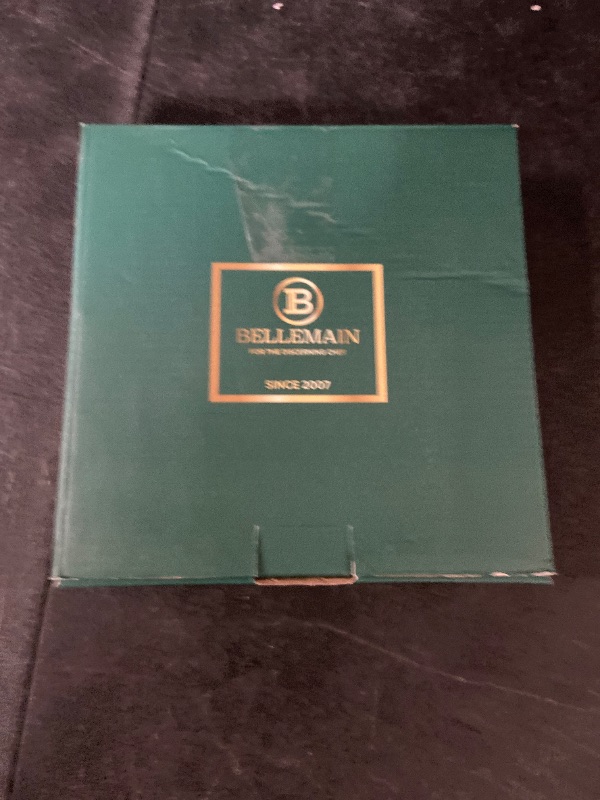 B
BELLEMAIN
FOR THE DISCERNING CHEF
SINCE 2007